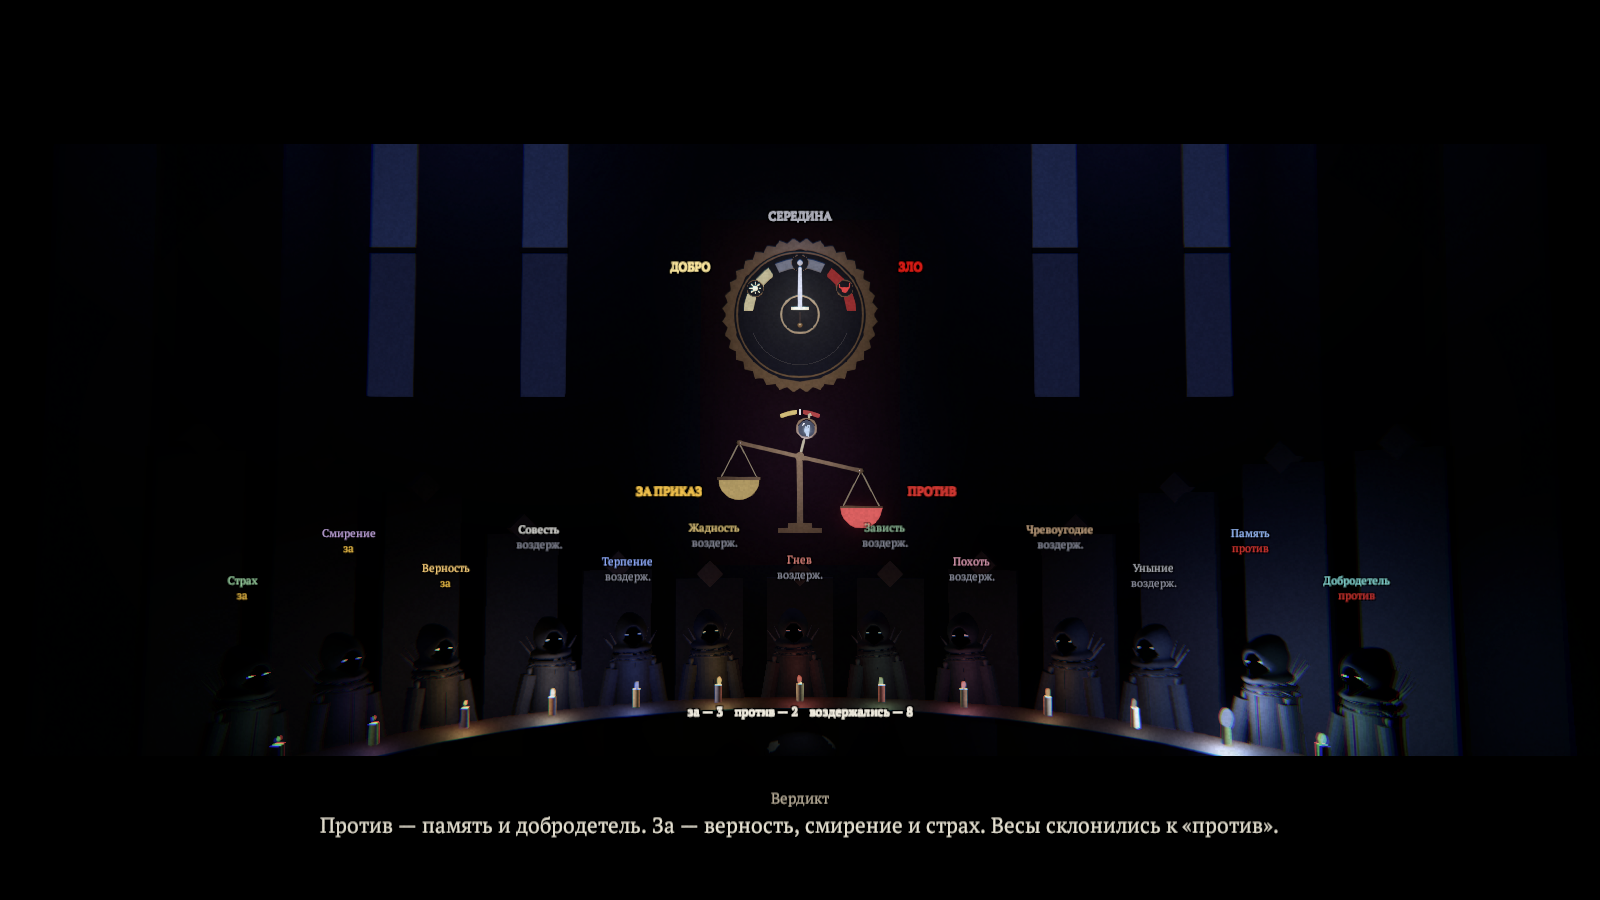 СЕРЕДИНА
ДОБРО
ЗЛО
ЗА ПРИКАЗ
ПРОТИВ
Страх
за
Смирение
за
Верность
за
Совесть
воздерж.
Терпение
воздерж.
Жадность
воздерж.
Гнев
воздерж.
Зависть
воздерж.
Похоть
воздерж.
Чревоугодие
воздерж.
Уныние
воздерж.
Память
против
Добродетель
против
за — 3 против — 2 воздержались — 8
Вердикт
Против — память и добродетель. За — верность, смирение и страх. Весы склонились к «против».